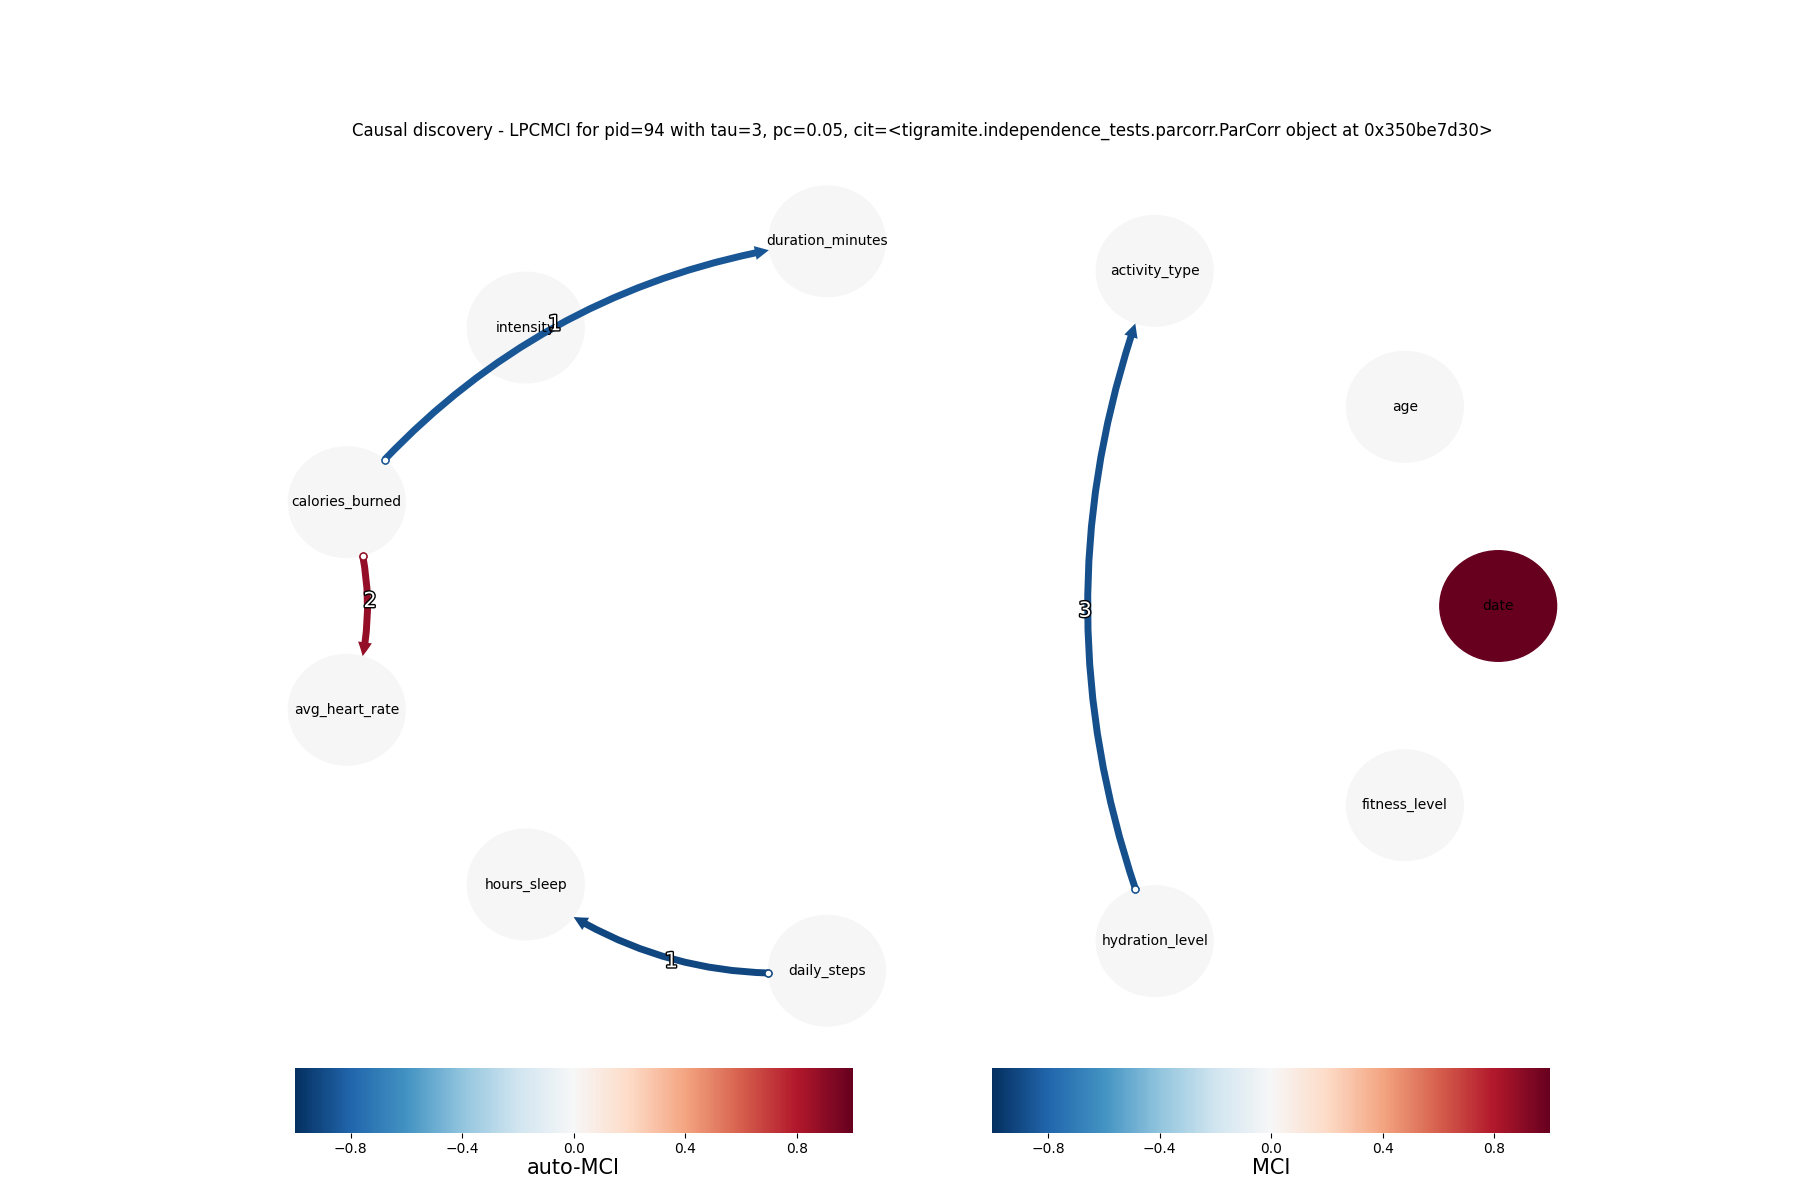 Causal discovery - LPCMCI for pid=94 with tau=3, pc=0.05, cit=<tigramite.independence_tests.parcorr.ParCorr object at 0x350be7d30>
duration_minutes
activity_type
intensity
1
age
calories_burned
date
2
3
avg_heart_rate
fitness_level
hours_sleep
hydration_level
1
daily_steps
−0.8 −0.4 0.0 0.4 0.8
auto-MCI
−0.8 −0.4 0.0 0.4 0.8
MCI